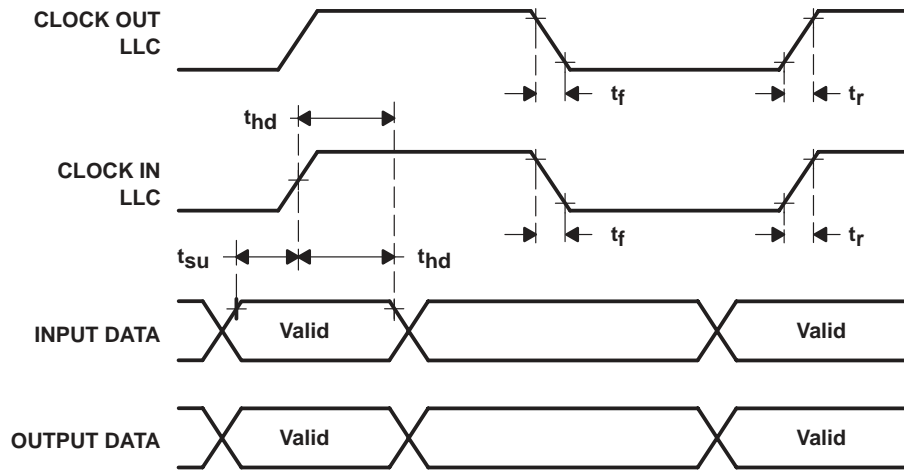 CLOCK OUT
LLC
tf
tr
thd
CLOCK IN
LLC
tf
tr
tsu
thd
INPUT DATA
Valid
Valid
OUTPUT DATA
Valid
Valid